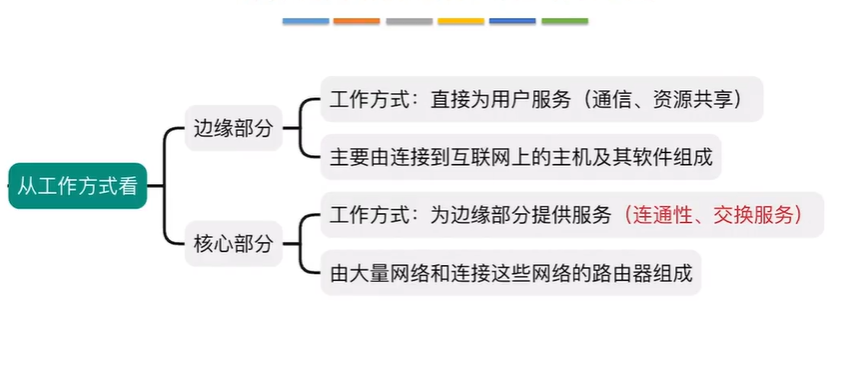 从工作方式看
边缘部分
工作方式：直接为用户服务（通信、资源共享）
主要由连接到互联网上的主机及其软件组成
核心部分
工作方式：为边缘部分提供服务（连通性、交换服务）
由大量网络和连接这些网络的路由器组成